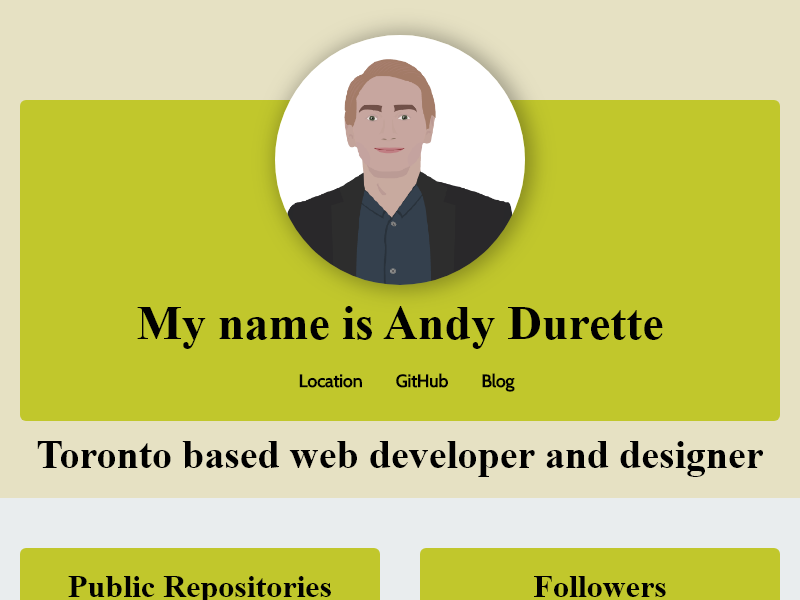 My name is Andy Durette
Location GitHub Blog
Toronto based web developer and designer
Public Repositories Followers